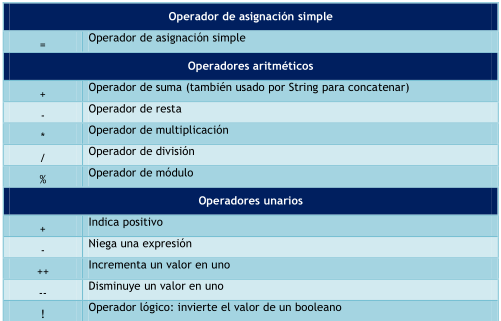 Operador de asignación simple
= Operador de asignación simple
Operadores aritméticos
+ Operador de suma (también usado por String para concatenar)
- Operador de resta
* Operador de multiplicación
/ Operador de división
% Operador de módulo
Operadores unarios
+ Indica positivo
- Niega una expresión
++ Incrementa un valor en uno
-- Disminuye un valor en uno
! Operador lógico: invierte el valor de un booleano